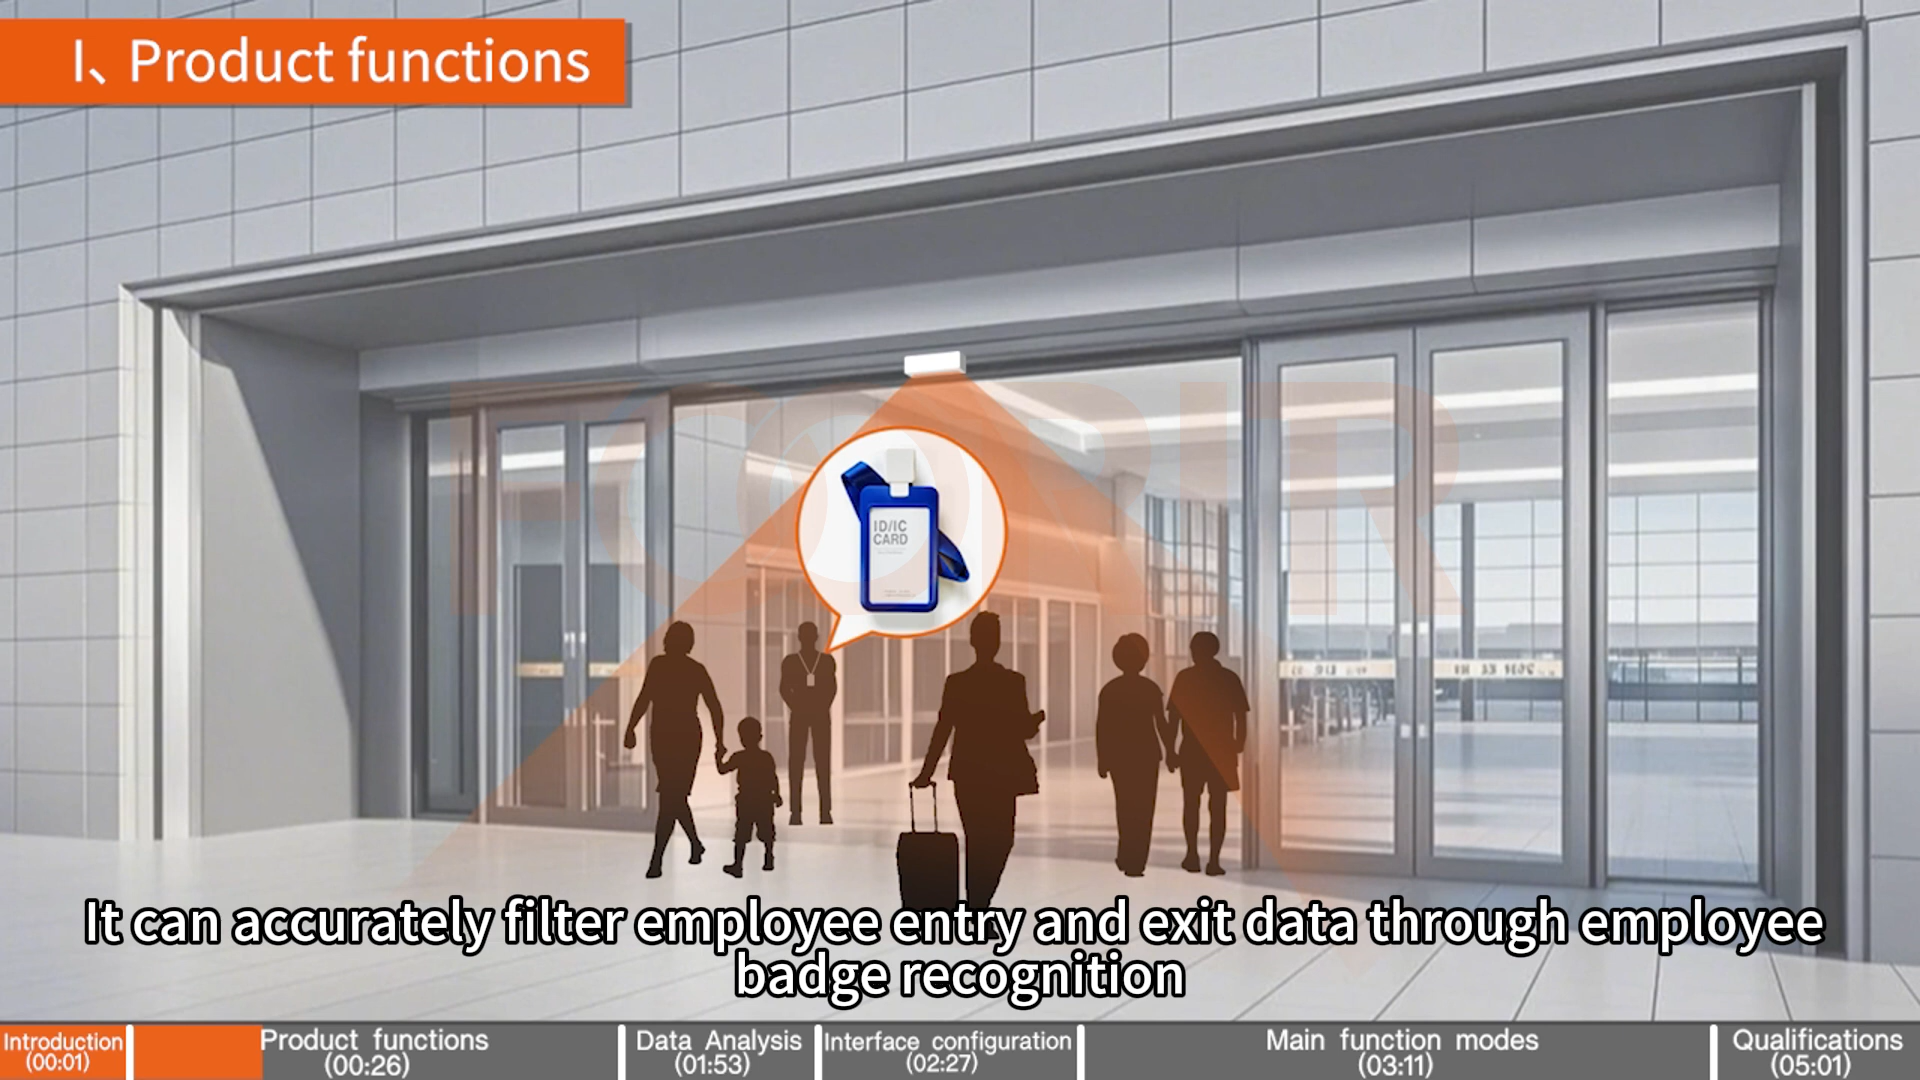 I、Product functions
FOORIR
ID/IC
CARD
It can accurately filter employee entry and exit data through employee
badge recognition
Introduction
(00:01)
Product functions
(00:26)
Data Analysis
(01:53)
Interface configuration
(02:27)
Main function modes
(03:11)
Qualifications
(05:01)